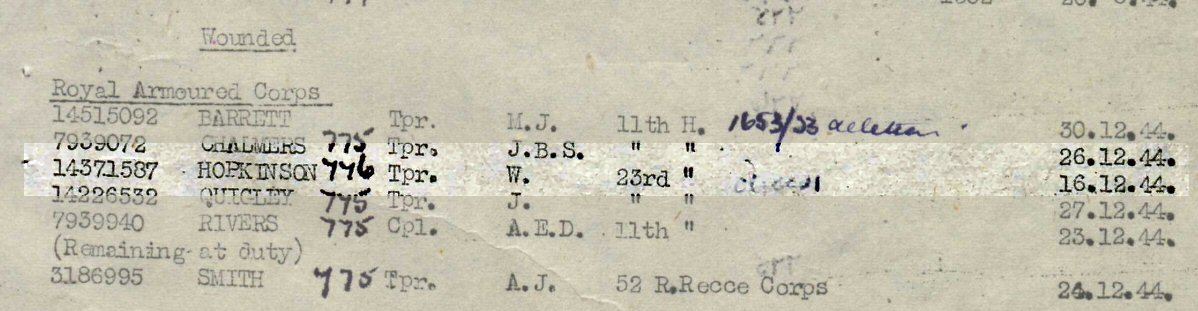 Wounded
Royal Armoured Corps
14515092 BARRETT Tpr. M.J. 11th H. 1653/53 deletion 30.12.44.
7939072 CHALMERS 775 Tpr. J.B.S. " " 26.12.44.
14371587 HOPKINSON 776 Tpr. W. 23rd " 16.12.44.
14226532 QUIGLEY 775 Tpr. J. " " 27.12.44.
7939940 RIVERS 775 Cpl. A.E.D. 11th " 23.12.44.
(Remaining at duty)
3186995 SMITH 775 Tpr. A.J. 52 R.Recce Corps 24.12.44.